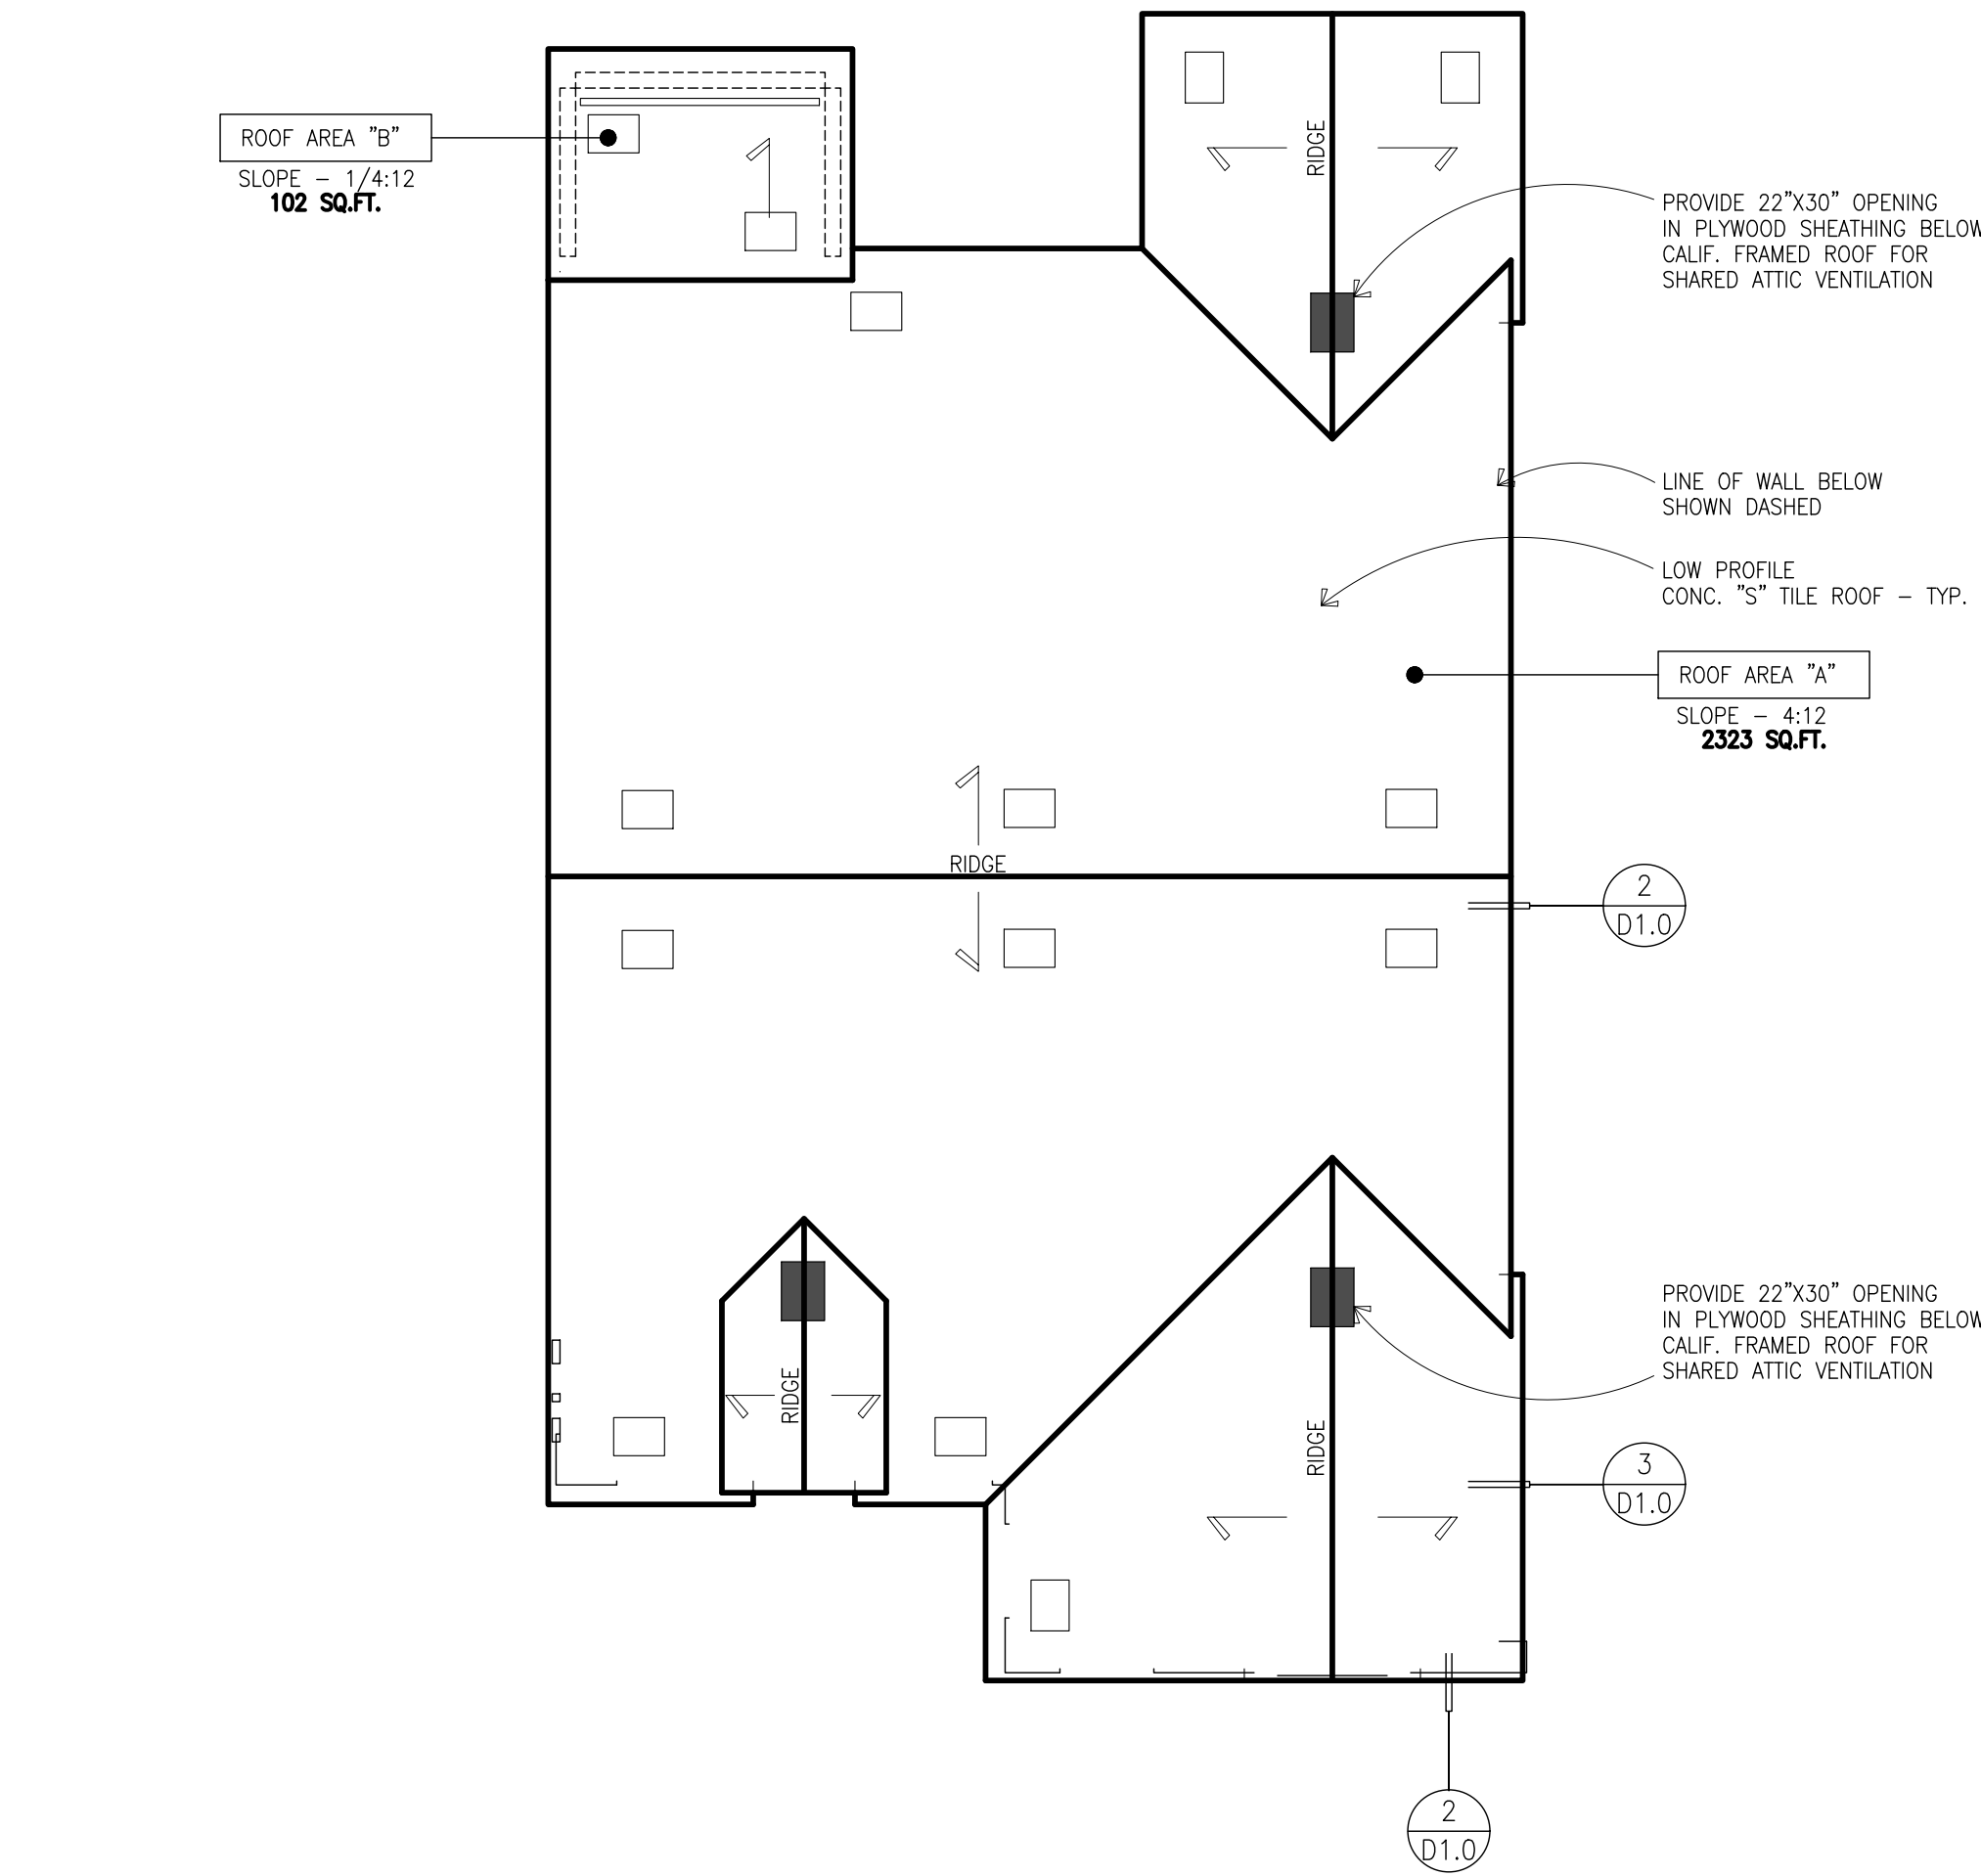 ROOF AREA "B"
SLOPE – 1/4:12
102 SQ.FT.
RIDGE
PROVIDE 22"X30" OPENING
IN PLYWOOD SHEATHING BELOW
CALIF. FRAMED ROOF FOR
SHARED ATTIC VENTILATION
LINE OF WALL BELOW
SHOWN DASHED
LOW PROFILE
CONC. "S" TILE ROOF – TYP.
ROOF AREA "A"
SLOPE – 4:12
2323 SQ.FT.
RIDGE
2
D1.0
PROVIDE 22"X30" OPENING
IN PLYWOOD SHEATHING BELOW
CALIF. FRAMED ROOF FOR
SHARED ATTIC VENTILATION
RIDGE
RIDGE
3
D1.0
2
D1.0